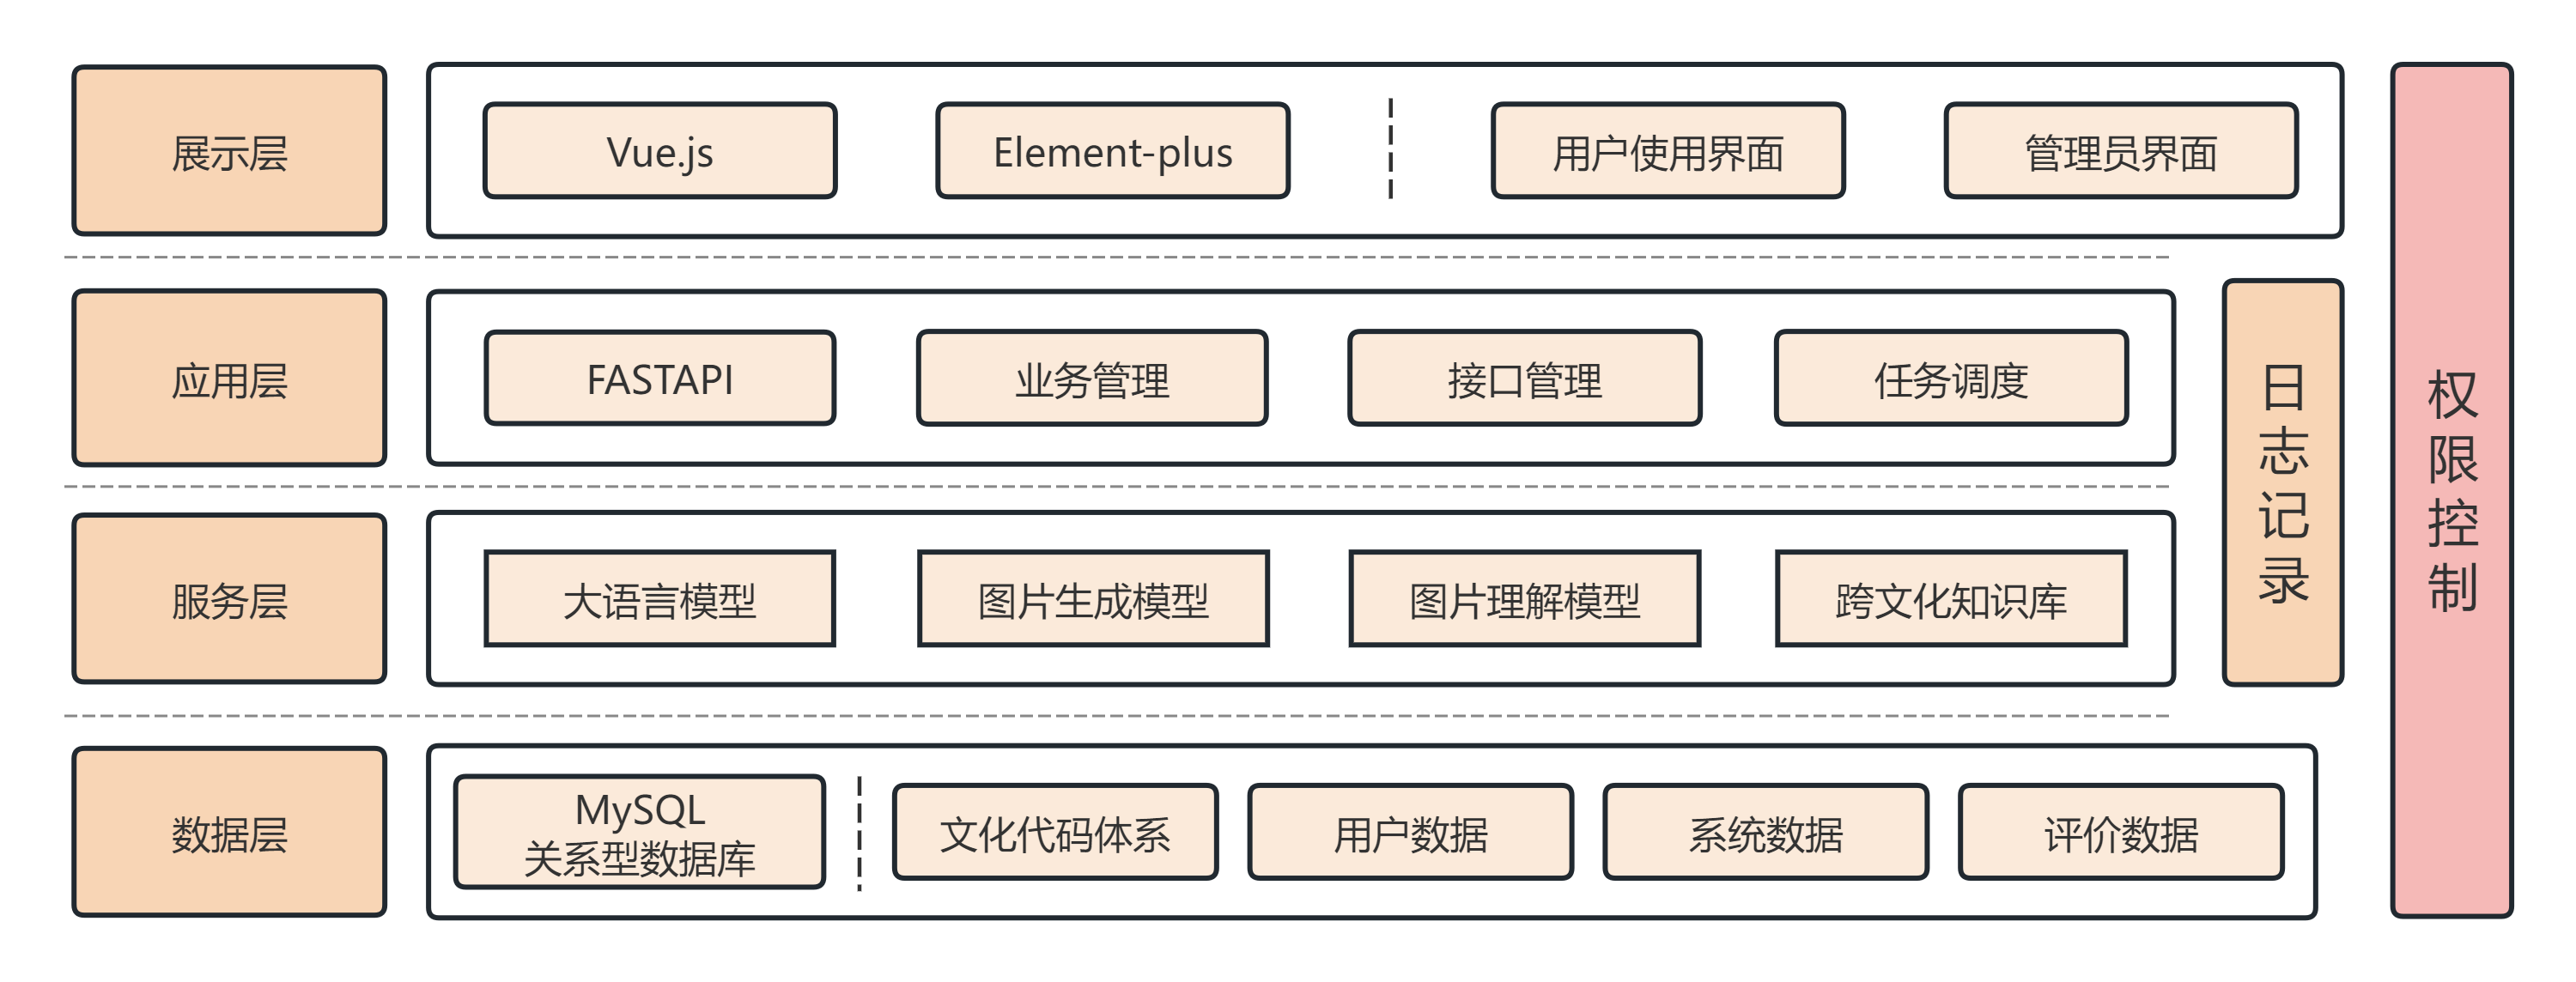 展示层
Vue.js
Element-plus
用户使用界面
管理员界面
应用层
FASTAPI
业务管理
接口管理
任务调度
服务层
大语言模型
图片生成模型
图片理解模型
跨文化知识库
数据层
MySQL
关系型数据库
文化代码体系
用户数据
系统数据
评价数据
日志记录
权限控制